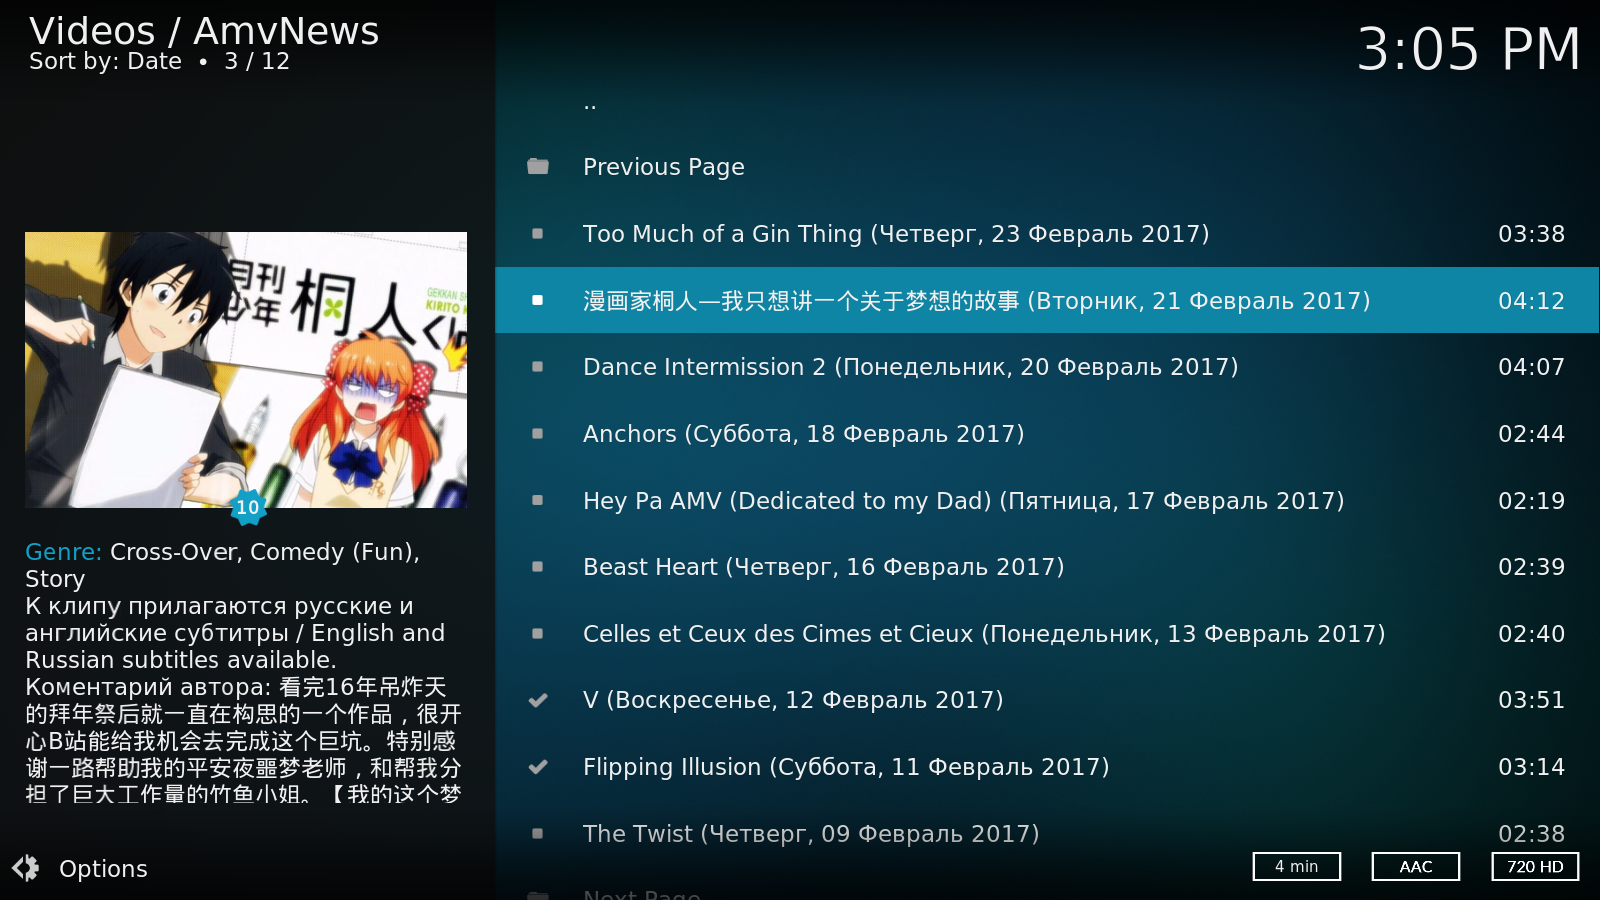 Videos / AmvNews
Sort by: Date • 3 / 12
3:05 PM
..
Previous Page
Too Much of a Gin Thing (Четверг, 23 Февраль 2017) 03:38
漫画家桐人—我只想讲一个关于梦想的故事 (Вторник, 21 Февраль 2017) 04:12
Dance Intermission 2 (Понедельник, 20 Февраль 2017) 04:07
Anchors (Суббота, 18 Февраль 2017) 02:44
Hey Pa AMV (Dedicated to my Dad) (Пятница, 17 Февраль 2017) 02:19
Beast Heart (Четверг, 16 Февраль 2017) 02:39
Celles et Ceux des Cimes et Cieux (Понедельник, 13 Февраль 2017) 02:40
V (Воскресенье, 12 Февраль 2017) 03:51
Flipping Illusion (Суббота, 11 Февраль 2017) 03:14
The Twist (Четверг, 09 Февраль 2017) 02:38
Next Page
月刊
少年
桐人くん
GEKKAN
KIRITO
10
Genre: Cross-Over, Comedy (Fun),
Story
К клипу прилагаются русские и
английские субтитры / English and
Russian subtitles available.
Коментарий автора: 看完16年吊炸天
的拜年祭后就一直在构思的一个作品，很开
心B站能给我机会去完成这个巨坑。特别感
谢一路帮助我的平安夜噩梦老师，和帮我分
担了巨大工作量的竹鱼小姐。【我的这个梦
Options
4 min
AAC
720 HD